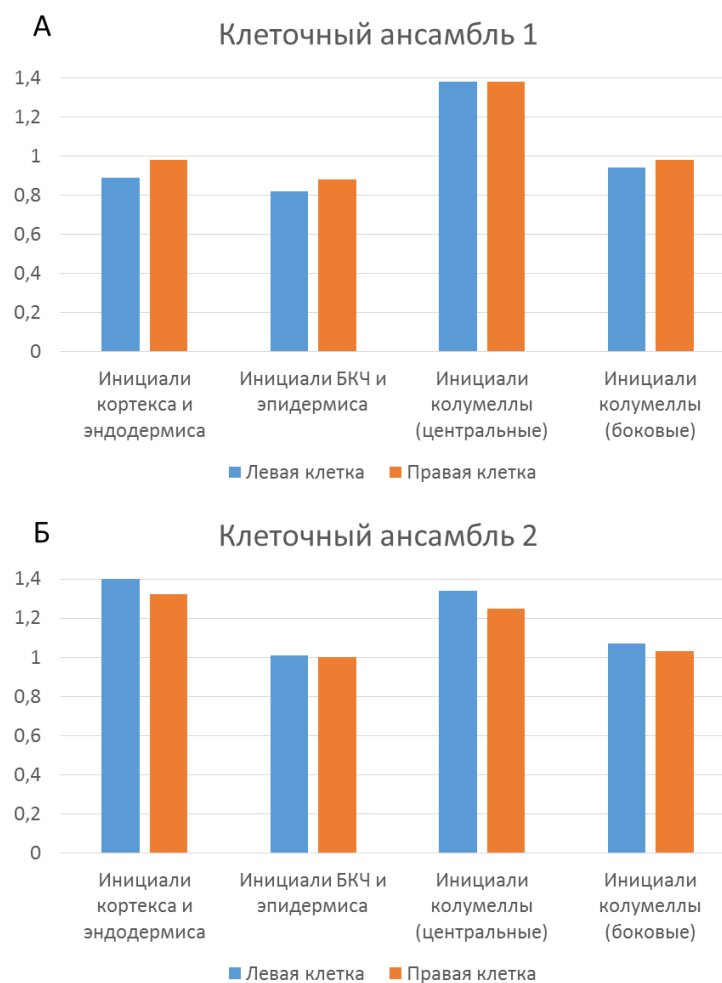 А
Клеточный ансамбль 1
1,4
1,2
1
0,8
0,6
0,4
0,2
0
Инициали кортекса и эндодермиса
Инициали БКЧ и эпидермиса
Инициали колумеллы (центральные)
Инициали колумеллы (боковые)
Левая клетка
Правая клетка
Б
Клеточный ансамбль 2
1,4
1,2
1
0,8
0,6
0,4
0,2
0
Инициали кортекса и эндодермиса
Инициали БКЧ и эпидермиса
Инициали колумеллы (центральные)
Инициали колумеллы (боковые)
Левая клетка
Правая клетка